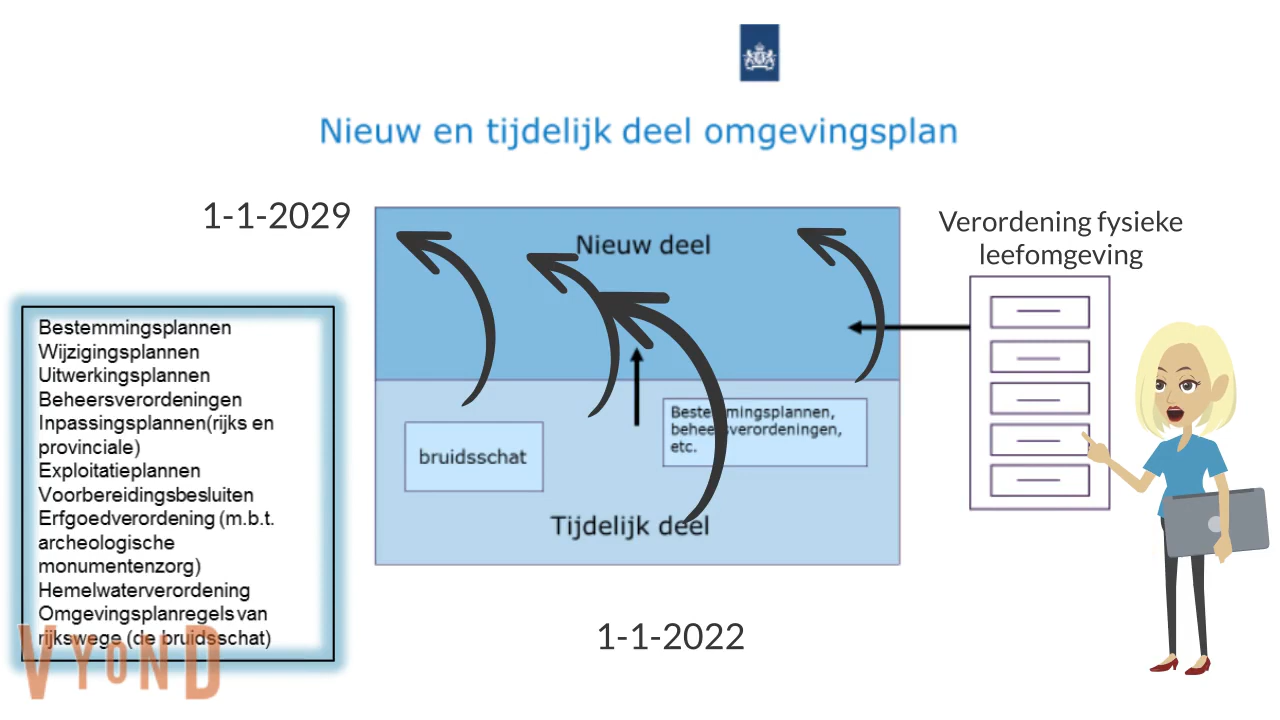 Nieuw en tijdelijk deel omgevingsplan
1-1-2029
Nieuw deel
Verordening fysieke
leefomgeving
Bestemmingsplannen
Wijzigingsplannen
Uitwerkingsplannen
Beheersverordeningen
Inpassingsplannen(rijks en
provinciale)
Exploitatieplannen
Voorbereidingsbesluiten
Erfgoedverordening (m.b.t.
archeologische
monumentenzorg)
Hemelwaterverordening
Omgevingsplanregels van
rijkswege (de bruidsschat)
bruidsschat
Bestemmingsplannen,
beheersverordeningen,
etc.
Tijdelijk deel
1-1-2022
VYOND